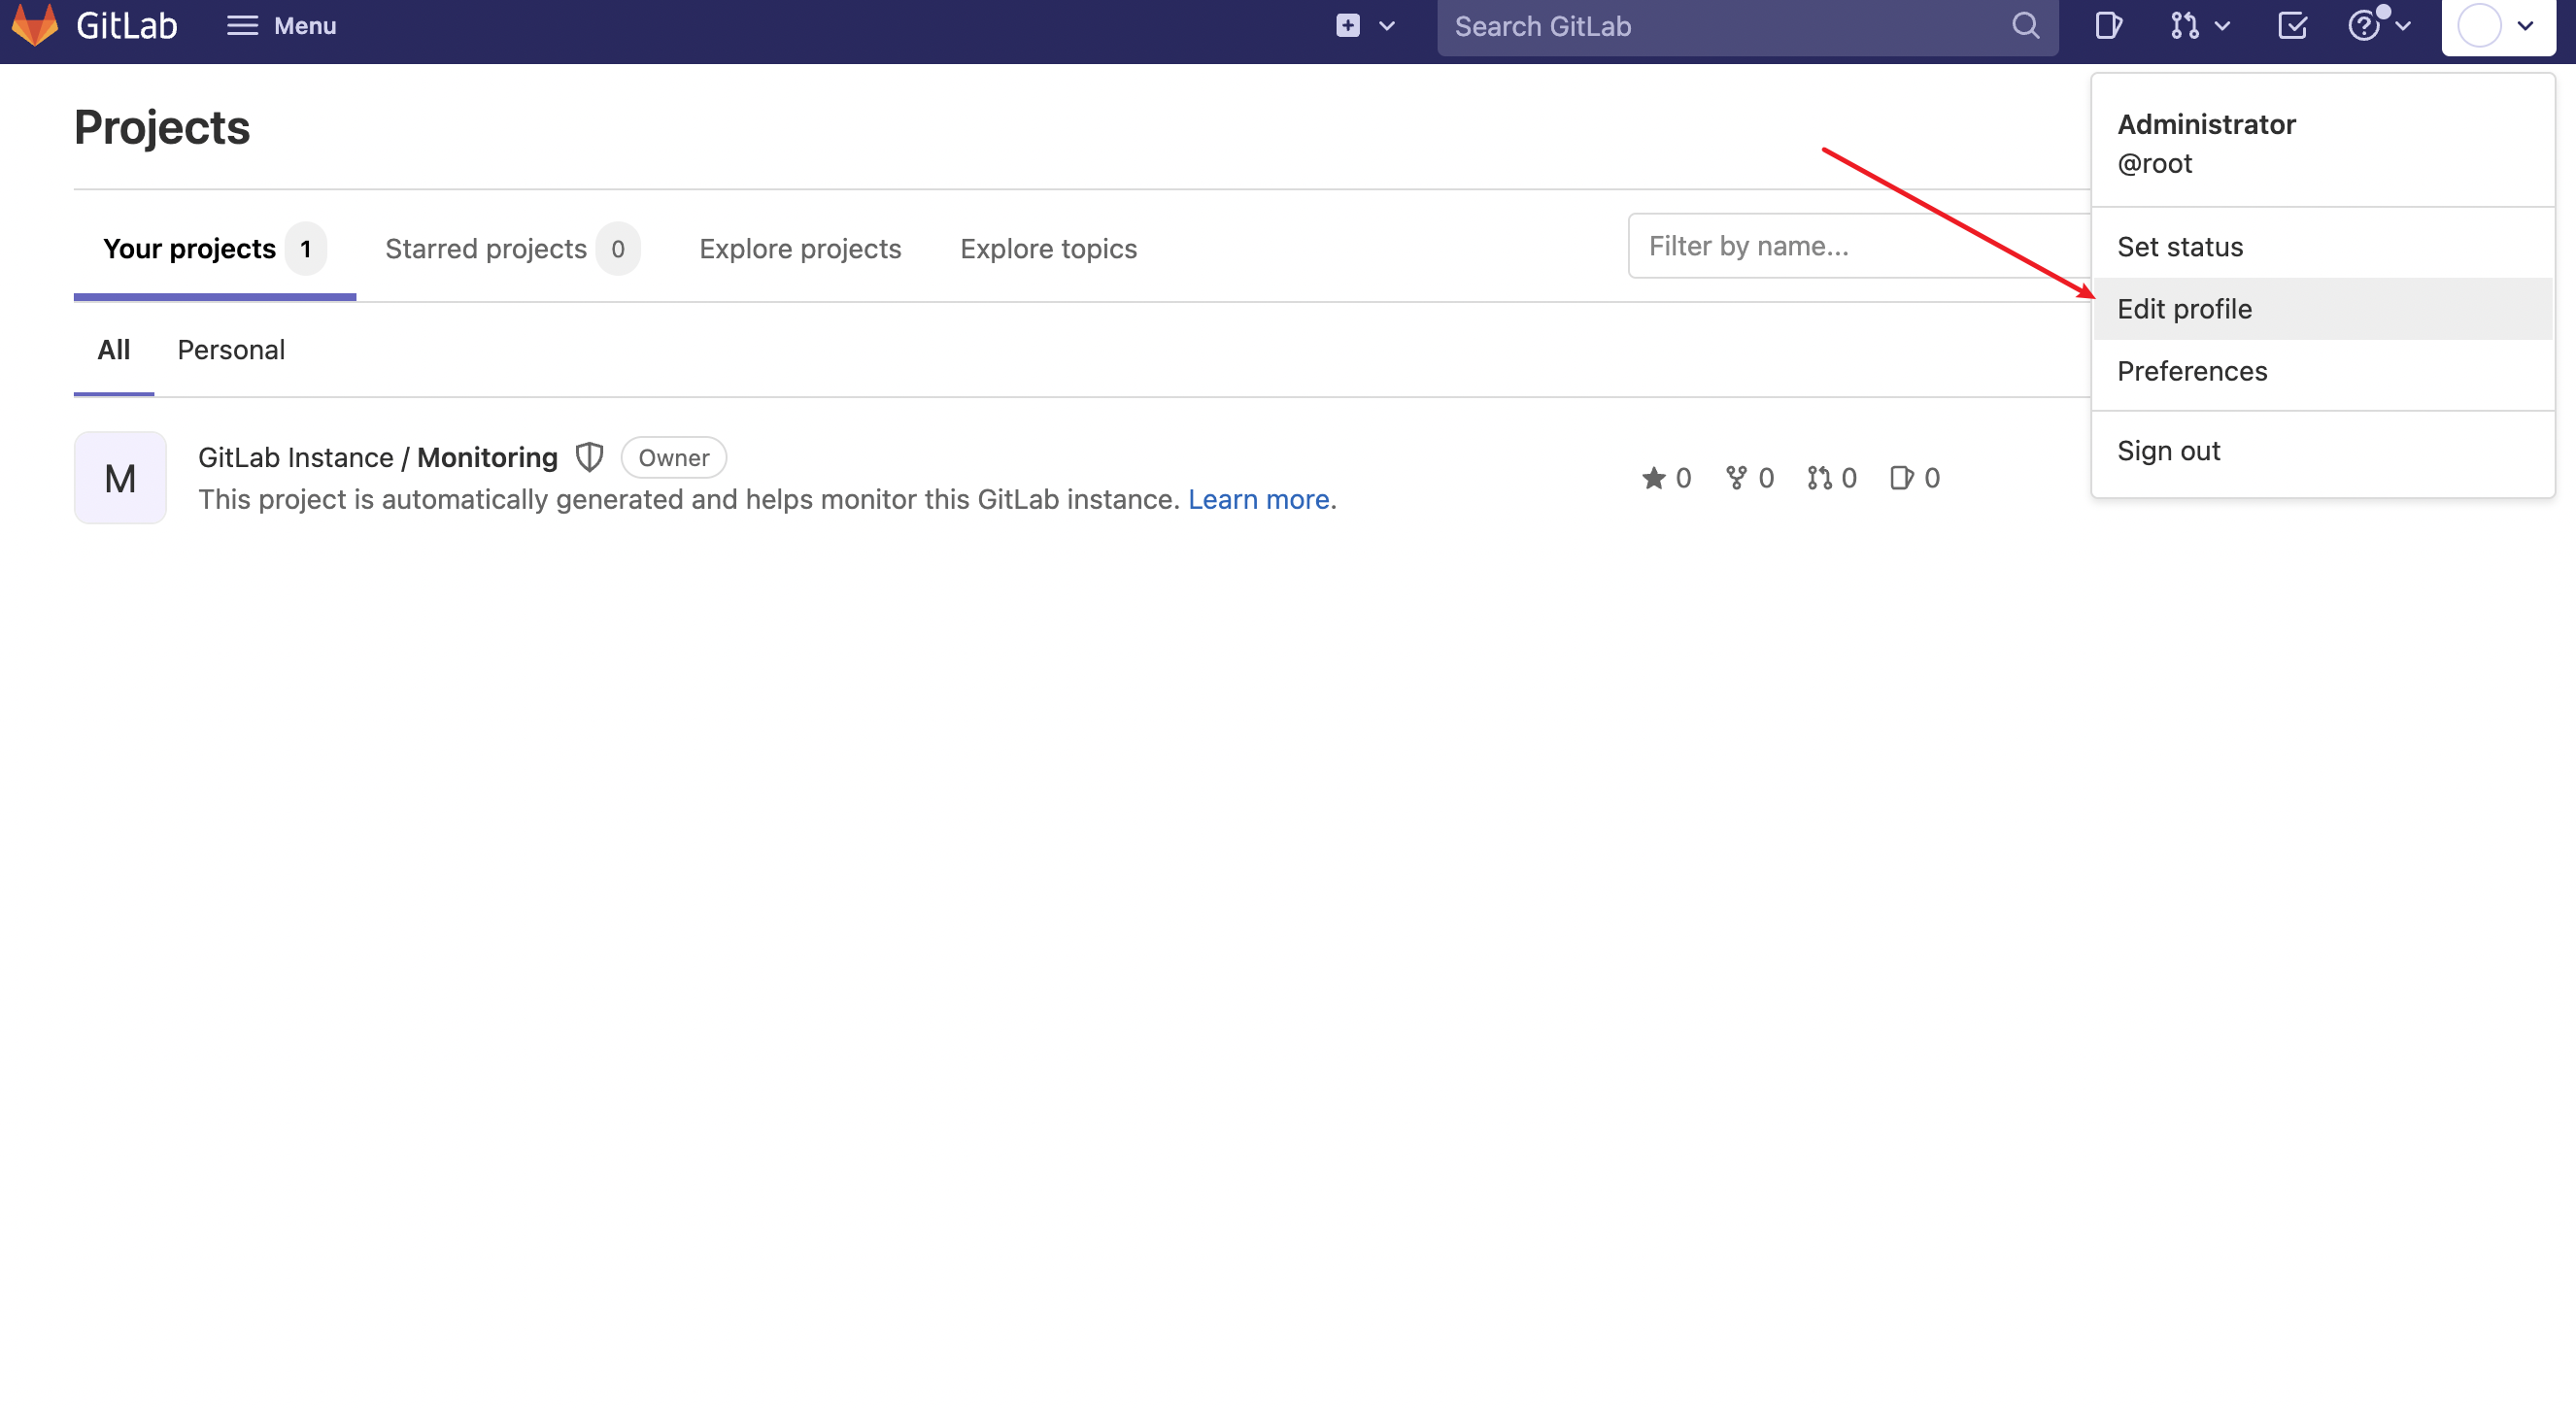 GitLab Menu Search GitLab
Projects
Administrator
@root
Your projects 1 Starred projects 0 Explore projects Explore topics Filter by name...
Set status
Edit profile
All Personal
Preferences
Sign out
M
GitLab Instance / Monitoring Owner
This project is automatically generated and helps monitor this GitLab instance. Learn more.
0 0 0 0